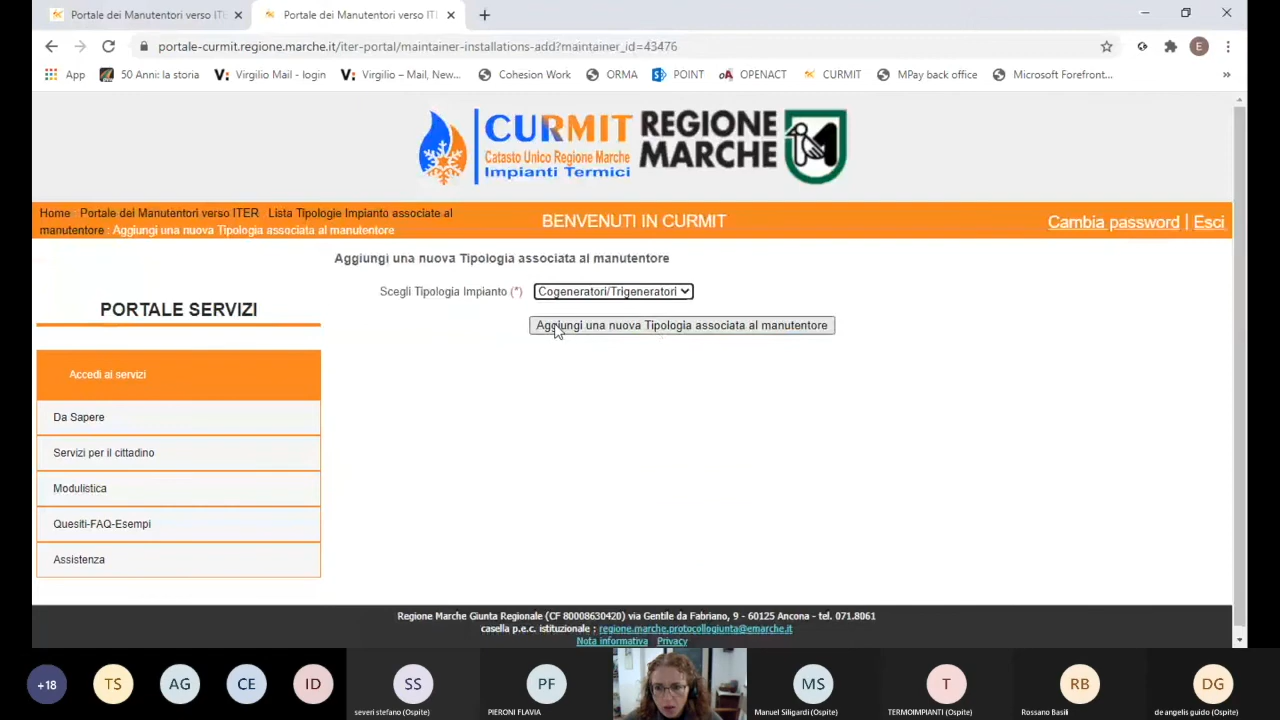 Portale dei Manutentori verso ITE
Portale dei Manutentori verso ITE
portale-curmit.regione.marche.it/iter-portal/maintainer-installations-add?maintainer_id=43476
E
App
50 Anni: la storia
Virgilio Mail - login
Virgilio – Mail, New...
Cohesion Work
ORMA
POINT
OPENACT
CURMIT
MPay back office
Microsoft Forefront...
»
CURMIT
Catasto Unico Regione Marche
Impianti Termici
REGIONE
MARCHE
Home Portale dei Manutentori verso ITER Lista Tipologie Impianto associate al
manutentore Aggiungi una nuova Tipologia associata al manutentore
BENVENUTI IN CURMIT
Cambia password | Esci
Aggiungi una nuova Tipologia associata al manutentore
Scegli Tipologia Impianto (*) Cogeneratori/Trigeneratori
Aggiungi una nuova Tipologia associata al manutentore
PORTALE SERVIZI
Accedi ai servizi
Da Sapere
Servizi per il cittadino
Modulistica
Quesiti-FAQ-Esempi
Assistenza
Regione Marche Giunta Regionale (CF 80008630420) via Gentile da Fabriano, 9 - 60125 Ancona - tel. 071.8061
casella p.e.c. istituzionale : regione.marche.protocollogiunta@emarche.it
Nota informativa Privacy
+18
TS
AG
CE
ID
SS
severi stefano (Ospite)
PF
PIERONI FLAVIA
MS
Manuel Siligardi (Ospite)
T
TERMOIMPIANTI (Ospite)
RB
Rossano Basili
DG
de angelis guido (Ospite)